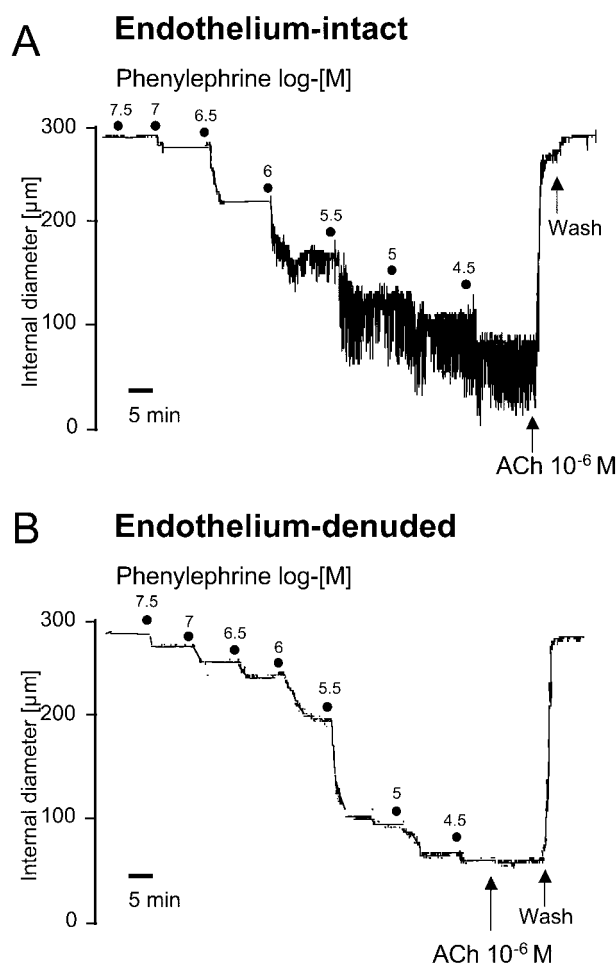 A
Endothelium-intact
Phenylephrine log-[M]
7.5 7 6.5 6 5.5 5 4.5
Internal diameter [µm]
300
200
100
0
5 min
Wash
ACh 10⁻⁶ M
B
Endothelium-denuded
Phenylephrine log-[M]
7.5 7 6.5 6 5.5 5 4.5
Internal diameter [µm]
300
200
100
0
5 min
Wash
ACh 10⁻⁶ M